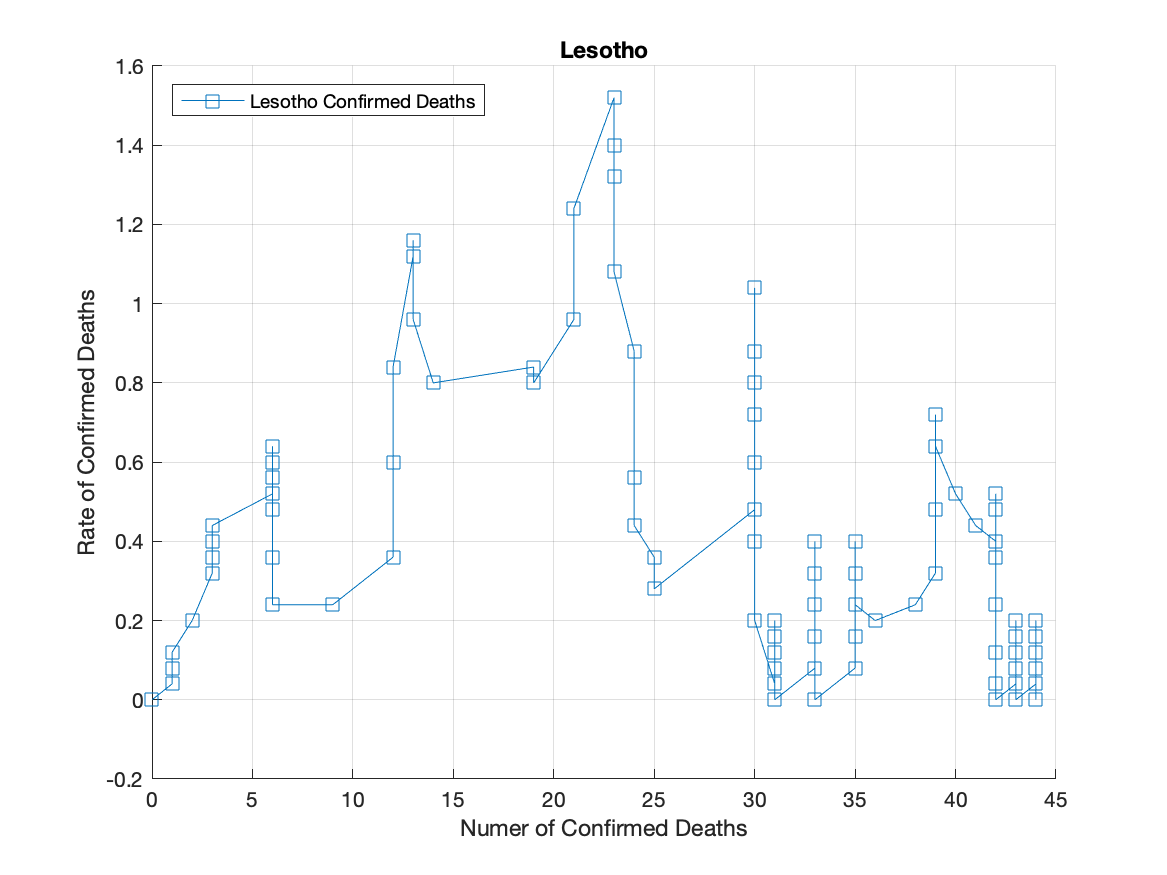 Lesotho
Lesotho Confirmed Deaths
1.6
1.4
1.2
1
0.8
0.6
0.4
0.2
0
-0.2
Rate of Confirmed Deaths
0 5 10 15 20 25 30 35 40 45
Numer of Confirmed Deaths